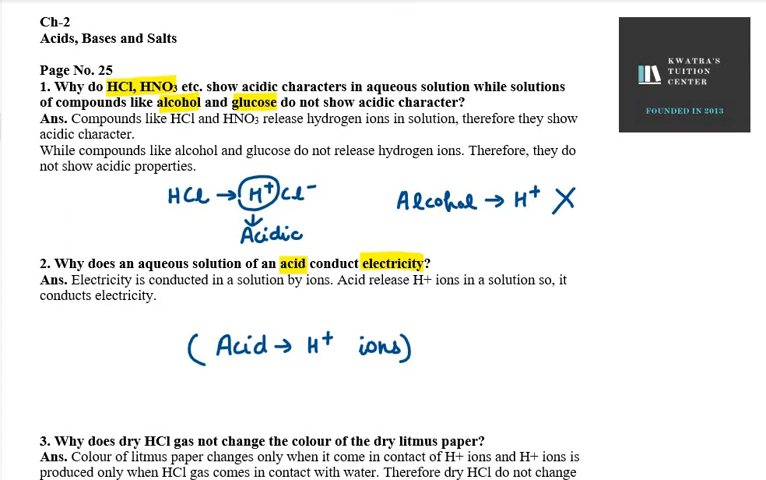 Ch-2
Acids, Bases and Salts
KWATRA'S
TUITION
CENTER
FOUNDED IN 2013
Page No. 25
1. Why do HCl, HNO₃ etc. show acidic characters in aqueous solution while solutions
of compounds like alcohol and glucose do not show acidic character?
Ans. Compounds like HCl and HNO₃ release hydrogen ions in solution, therefore they show
acidic character.
While compounds like alcohol and glucose do not release hydrogen ions. Therefore, they do
not show acidic properties.
HCl → H⁺ Cl⁻ Alcohol → H⁺ X
↓
Acidic
2. Why does an aqueous solution of an acid conduct electricity?
Ans. Electricity is conducted in a solution by ions. Acid release H+ ions in a solution so, it
conducts electricity.
( Acid → H⁺ ions)
3. Why does dry HCl gas not change the colour of the dry litmus paper?
Ans. Colour of litmus paper changes only when it come in contact of H+ ions and H+ ions is
produced only when HCl gas comes in contact with water. Therefore dry HCl do not change